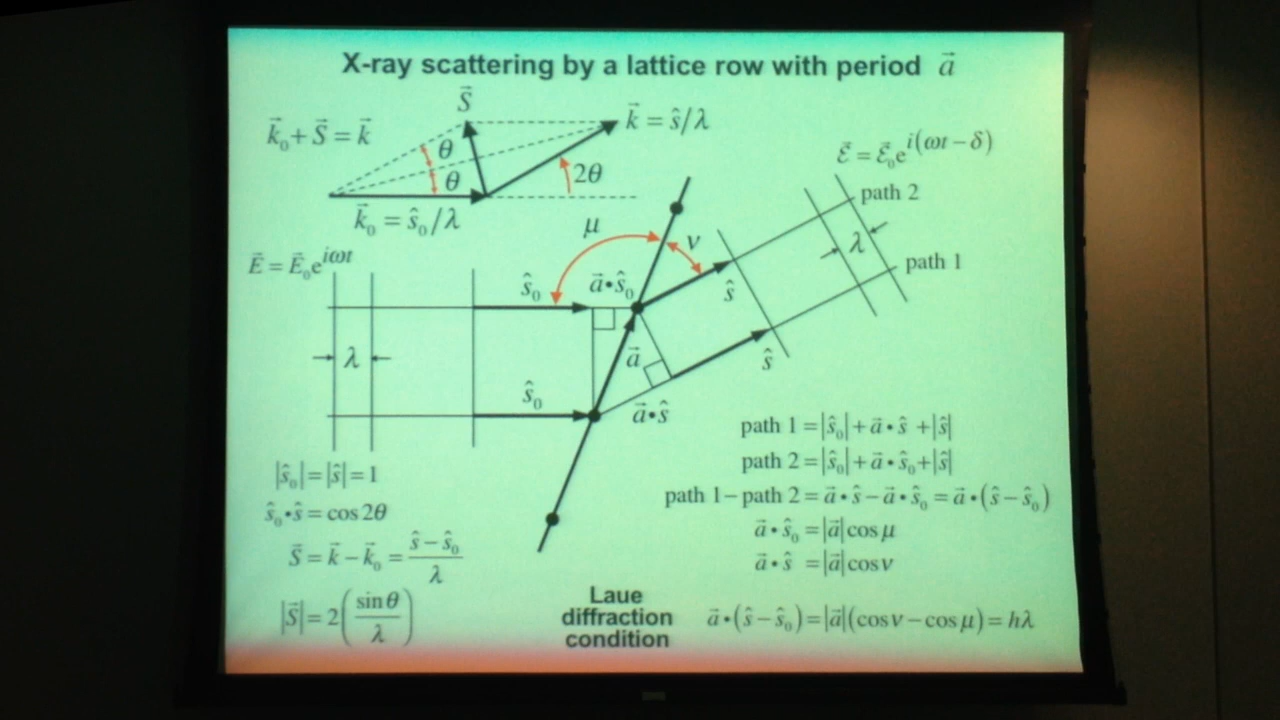 X-ray scattering by a lattice row with period a⃗
S⃗
k⃗₀ + S⃗ = k⃗
k⃗ = ŝ/λ
θ
θ
2θ
k⃗₀ = ŝ₀/λ
ℰ⃗ = ℰ⃗₀e^{i(ωt − δ)}
path 2
λ
path 1
μ
ν
E⃗ = E⃗₀e^{iωt}
ŝ₀
a⃗•ŝ₀
ŝ
λ
a⃗
ŝ
ŝ₀
a⃗•ŝ
|ŝ₀| = |ŝ| = 1
ŝ₀•ŝ = cos 2θ
S⃗ = k⃗ − k⃗₀ = (ŝ − ŝ₀)/λ
|S⃗| = 2(sin θ/λ)
path 1 = |ŝ₀| + a⃗•ŝ + |ŝ|
path 2 = |ŝ₀| + a⃗•ŝ₀ + |ŝ|
path 1 − path 2 = a⃗•ŝ − a⃗•ŝ₀ = a⃗•(ŝ − ŝ₀)
a⃗•ŝ₀ = |a⃗| cos μ
a⃗•ŝ = |a⃗| cos ν
Laue
diffraction
condition
a⃗•(ŝ − ŝ₀) = |a⃗|(cos ν − cos μ) = hλ